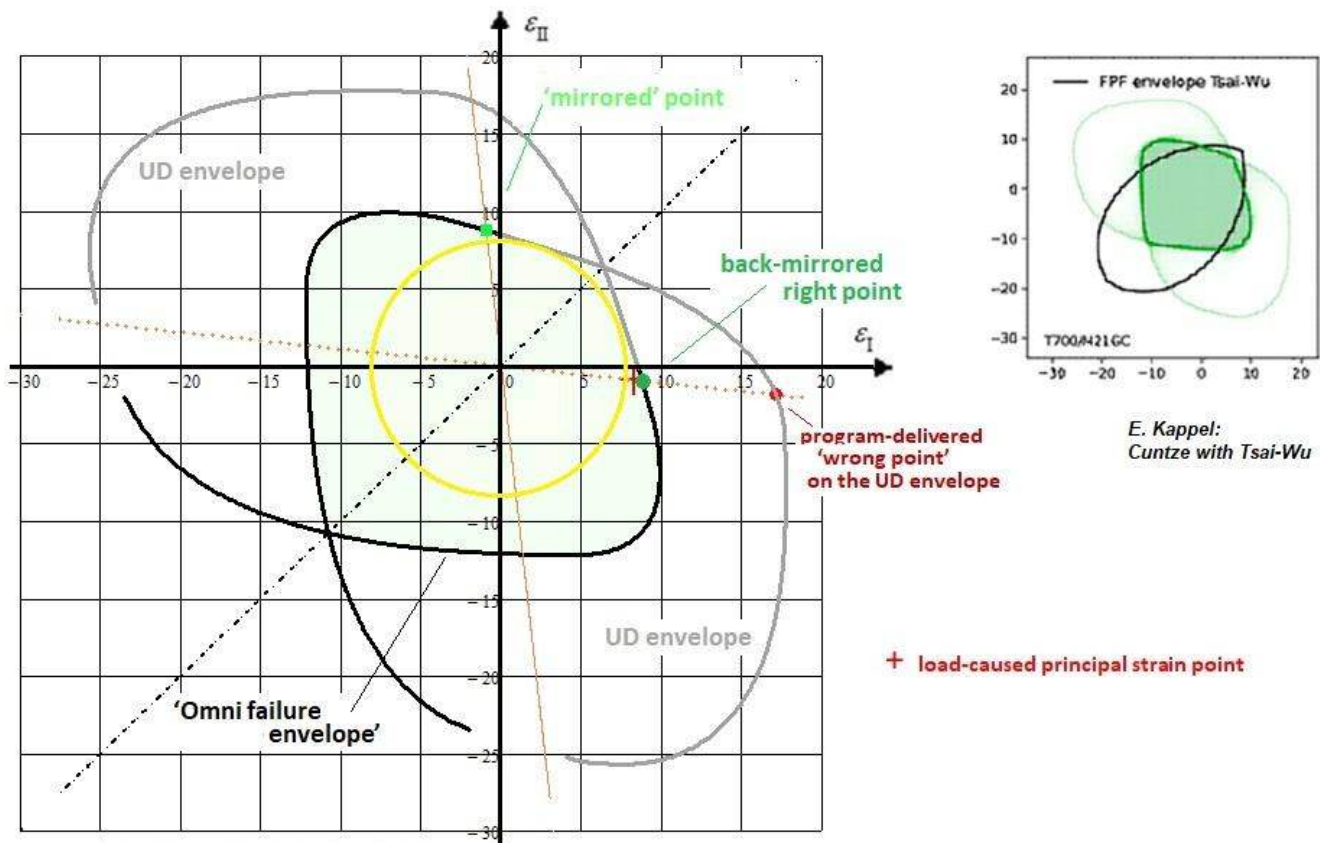 εII
20
'mirrored' point
15
UD envelope
10
back-mirrored
right point
5
εI
−30 −25 −20 −15 −10 −5 0 5 10 15 20
program-delivered
'wrong point'
on the UD envelope
−5
−10
−15
UD envelope
−20
'Omni failure
envelope'
−25
−30
FPF envelope Tsai-Wu
20
10
0
−10
−20
−30
T700/M21GC
−30 −20 −10 0 10 20
E. Kappel:
Cuntze with Tsai-Wu
+ load-caused principal strain point